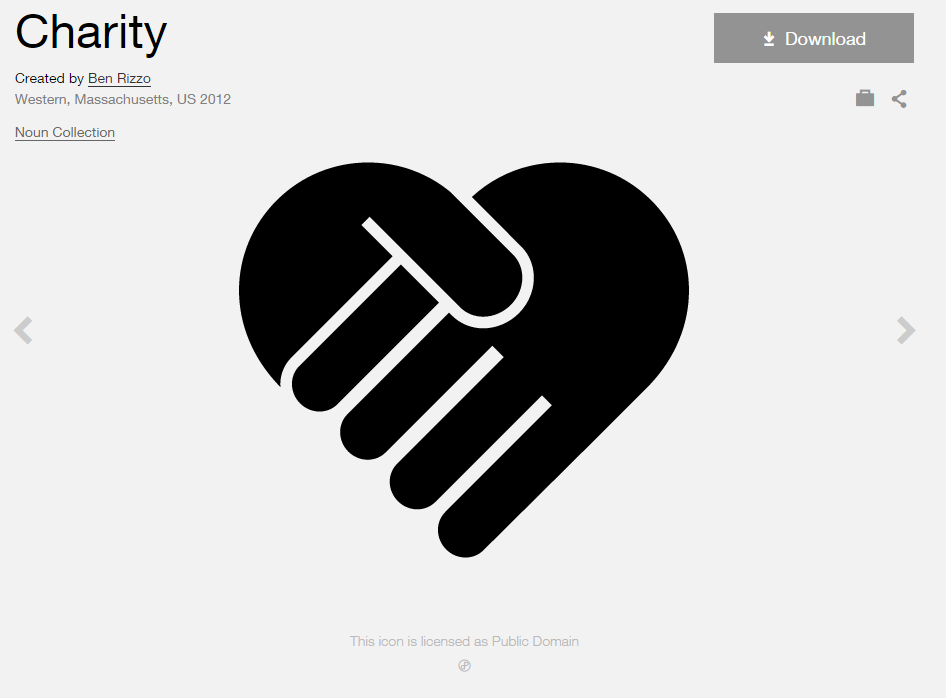 Charity
Download
Created by Ben Rizzo
Western, Massachusetts, US 2012
Noun Collection
This icon is licensed as Public Domain